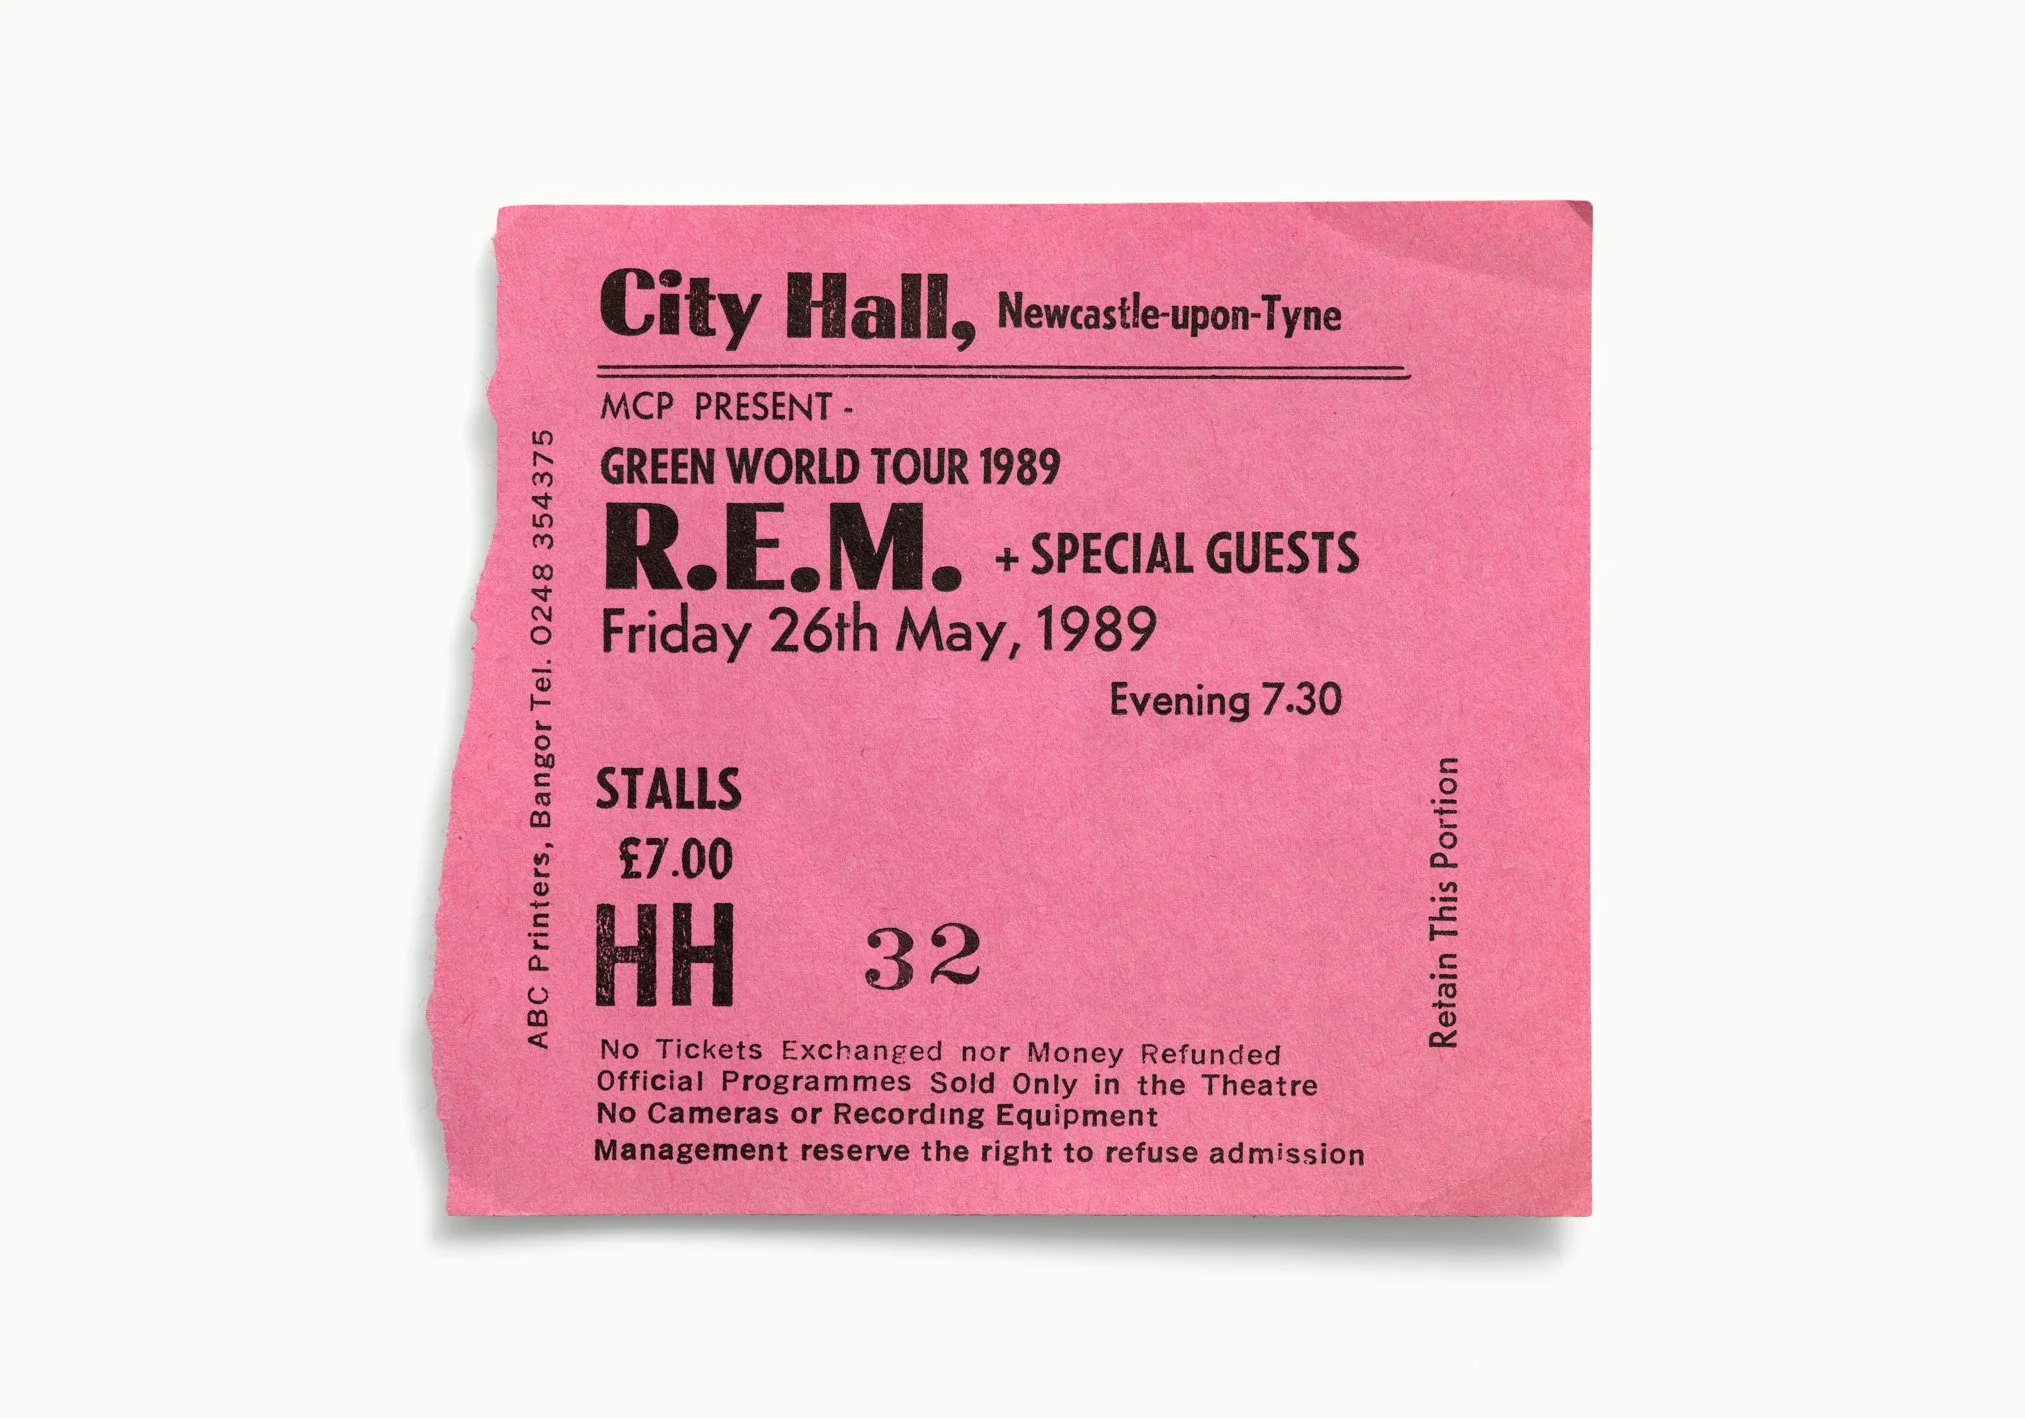 City Hall, Newcastle-upon-Tyne
MCP PRESENT -
GREEN WORLD TOUR 1989
R.E.M. + SPECIAL GUESTS
Friday 26th May, 1989
Evening 7.30
STALLS
£7.00
HH 32
No Tickets Exchanged nor Money Refunded
Official Programmes Sold Only in the Theatre
No Cameras or Recording Equipment
Management reserve the right to refuse admission
ABC Printers, Bangor Tel. 0248 354375
Retain This Portion